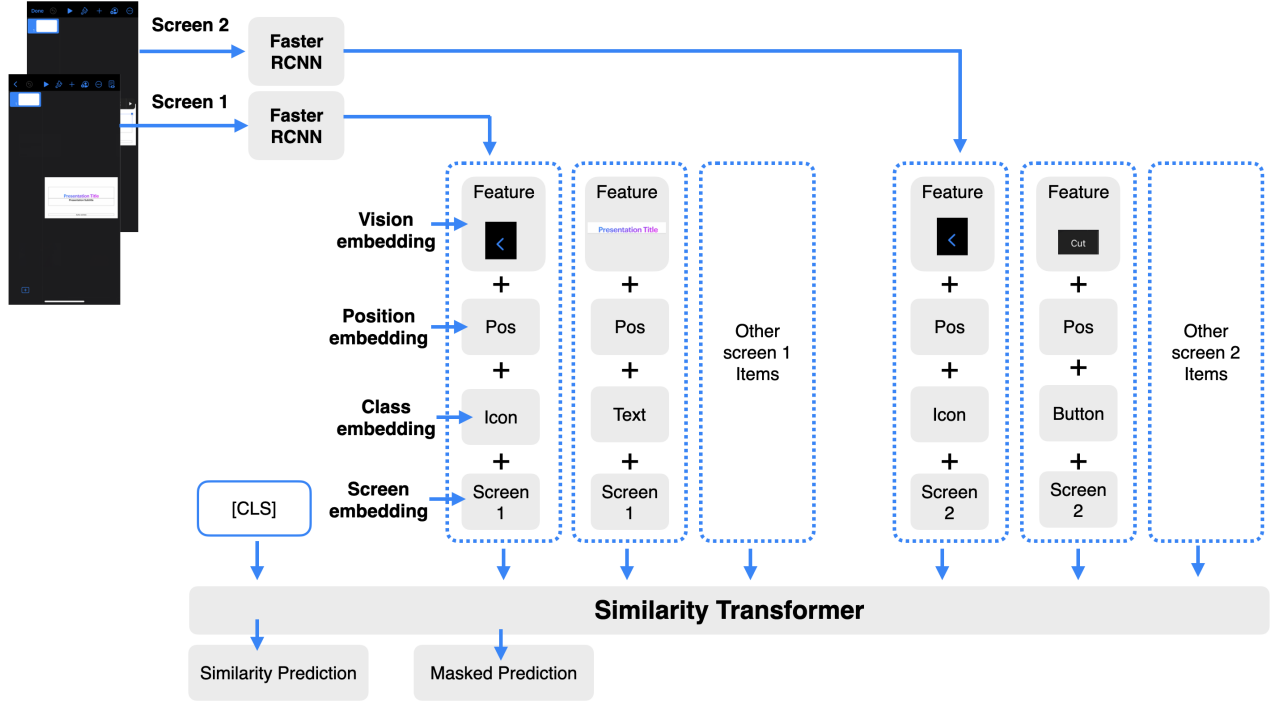 Done
Screen 2
Faster
RCNN
Screen 1
Faster
RCNN
Presentation Title
Presentation Subtitle
Vision
embedding
Feature
Feature
Presentation Title
Feature
Feature
Cut
+
+
+
+
Position
embedding
Pos
Pos
Pos
Pos
+
+
+
+
Other
screen 1
Items
Other
screen 2
Items
Class
embedding
Icon
Text
Icon
Button
+
+
+
+
Screen
embedding
Screen
1
Screen
1
Screen
2
Screen
2
[CLS]
Similarity Transformer
Similarity Prediction
Masked Prediction